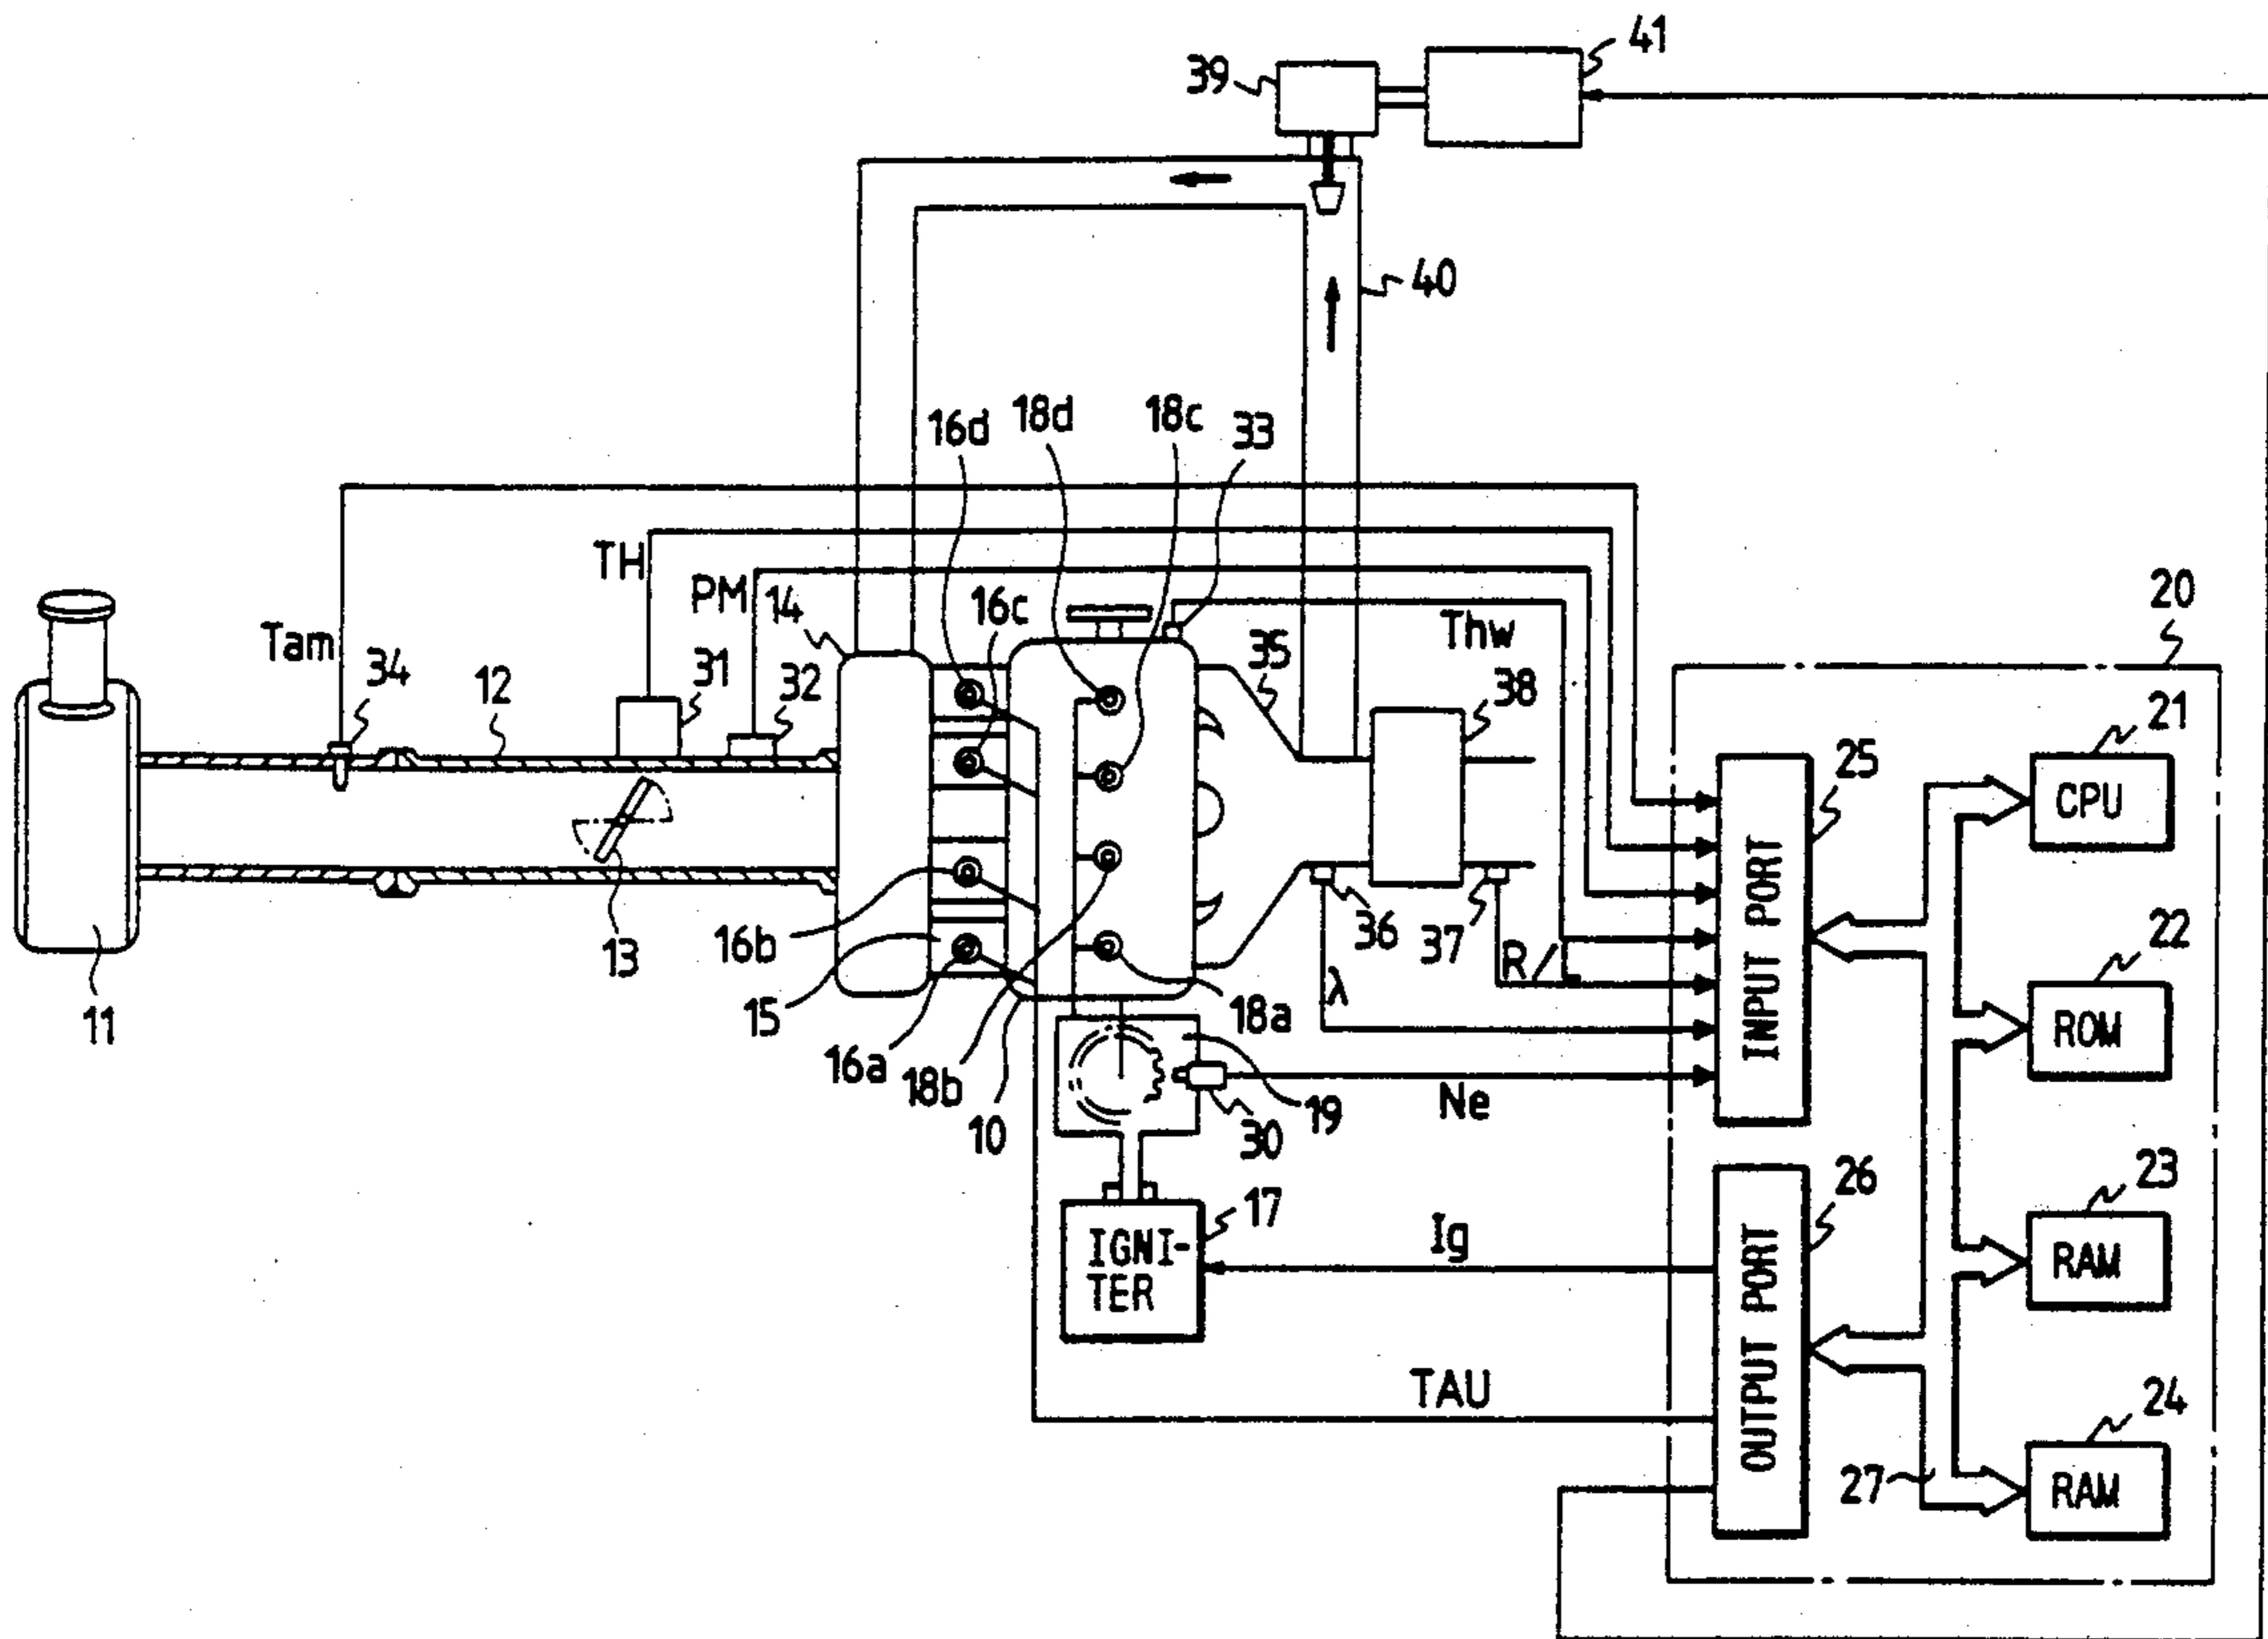 41
39
40
16d
18d
18c
33
TH
PM
14
16c
Thw
20
Tam
34
12
31
32
35
38
21
CPU
25
INPUT PORT
22
ROM
13
16b
36
37
R/L
11
15
λ
18a
16a
18b
10
19
30
Ne
23
RAM
26
OUTPUT PORT
17
IGNI-
TER
Ig
TAU
24
RAM
27